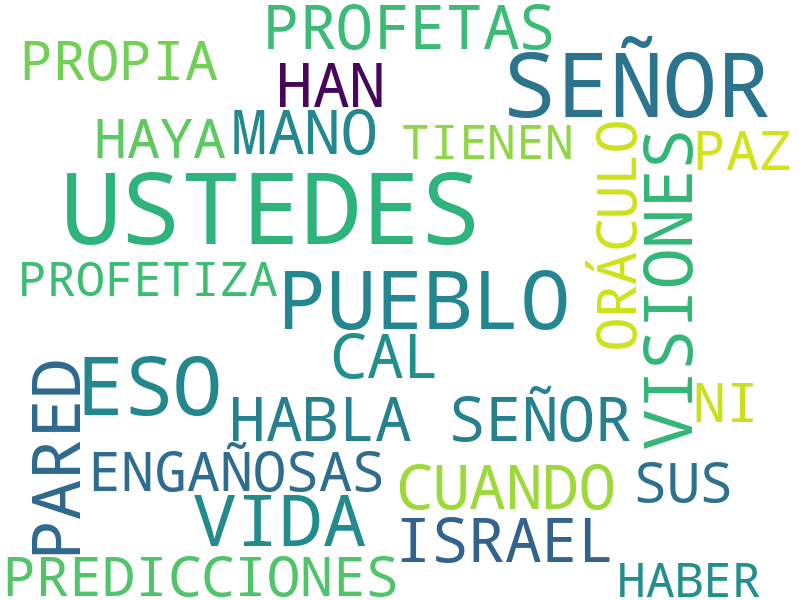 PROFETAS
PROPIA
SEÑOR
HAN
HAYA
MANO
TIENEN
ORÁCULO
VISIONES
PAZ
USTEDES
PROFETIZA
PUEBLO
CAL
PARED
ESO
HABLA SEÑOR
NI
ENGAÑOSAS
CUANDO
SUS
VIDA
ISRAEL
PREDICCIONES
HABER